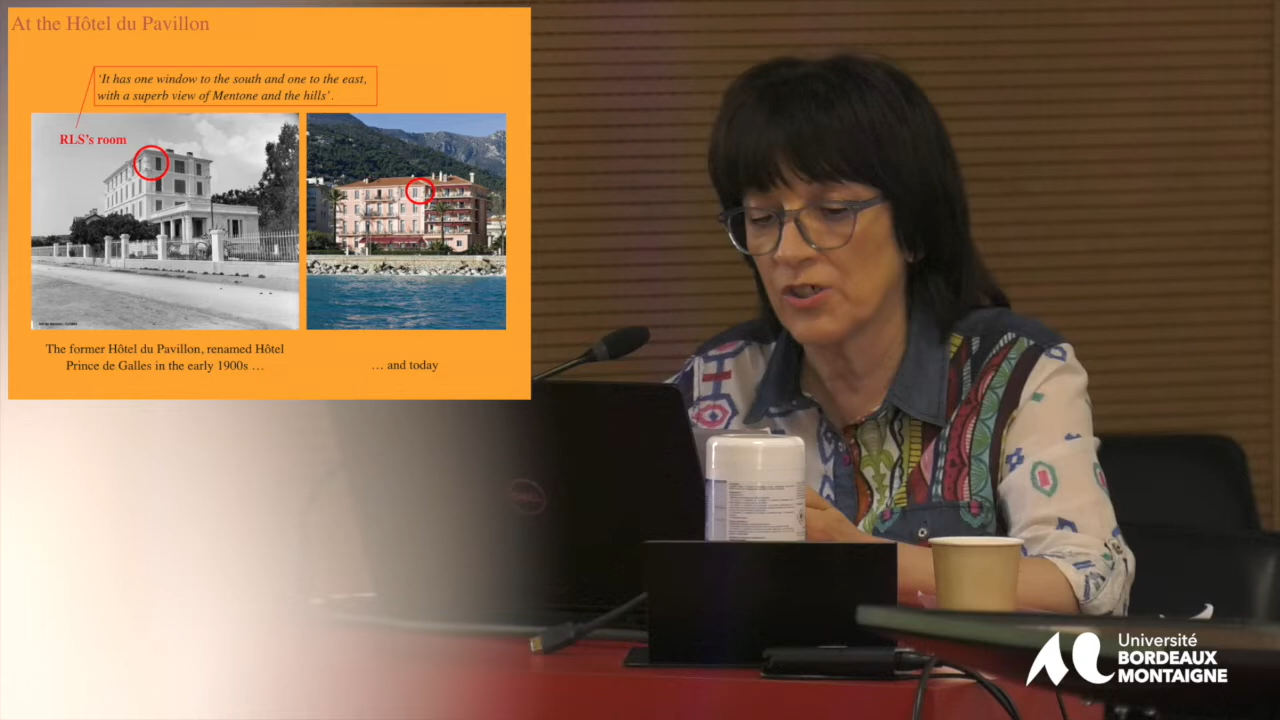 At the Hôtel du Pavillon
‘It has one window to the south and one to the east,
with a superb view of Mentone and the hills’.
RLS’s room
The former Hôtel du Pavillon, renamed Hôtel
Prince de Galles in the early 1900s …
… and today
DELL
Université
BORDEAUX
MONTAIGNE